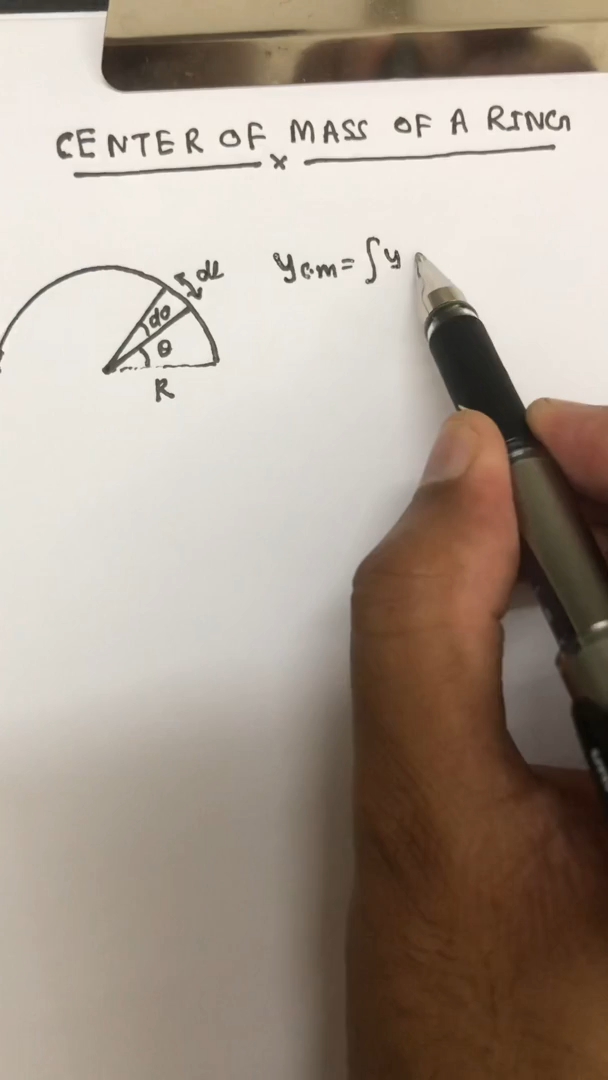 CENTER OF MASS OF A RING
x
dl
ycm = ∫y
dθ
θ
R